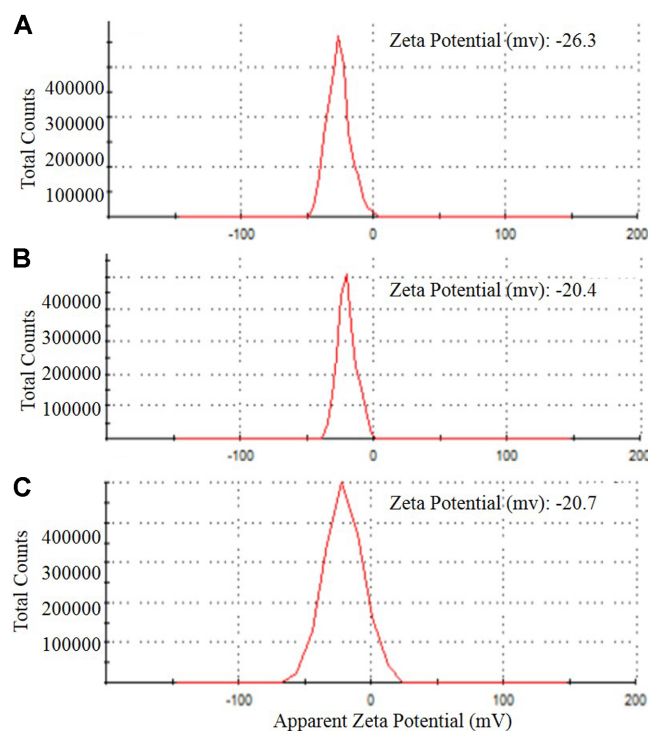 A
Zeta Potential (mv): -26.3
Total Counts
400000
300000
200000
100000
-100 0 100 200
B
Zeta Potential (mv): -20.4
Total Counts
400000
300000
200000
100000
-100 0 100 200
C
Zeta Potential (mv): -20.7
Total Counts
400000
300000
200000
100000
-100 0 100 200
Apparent Zeta Potential (mV)